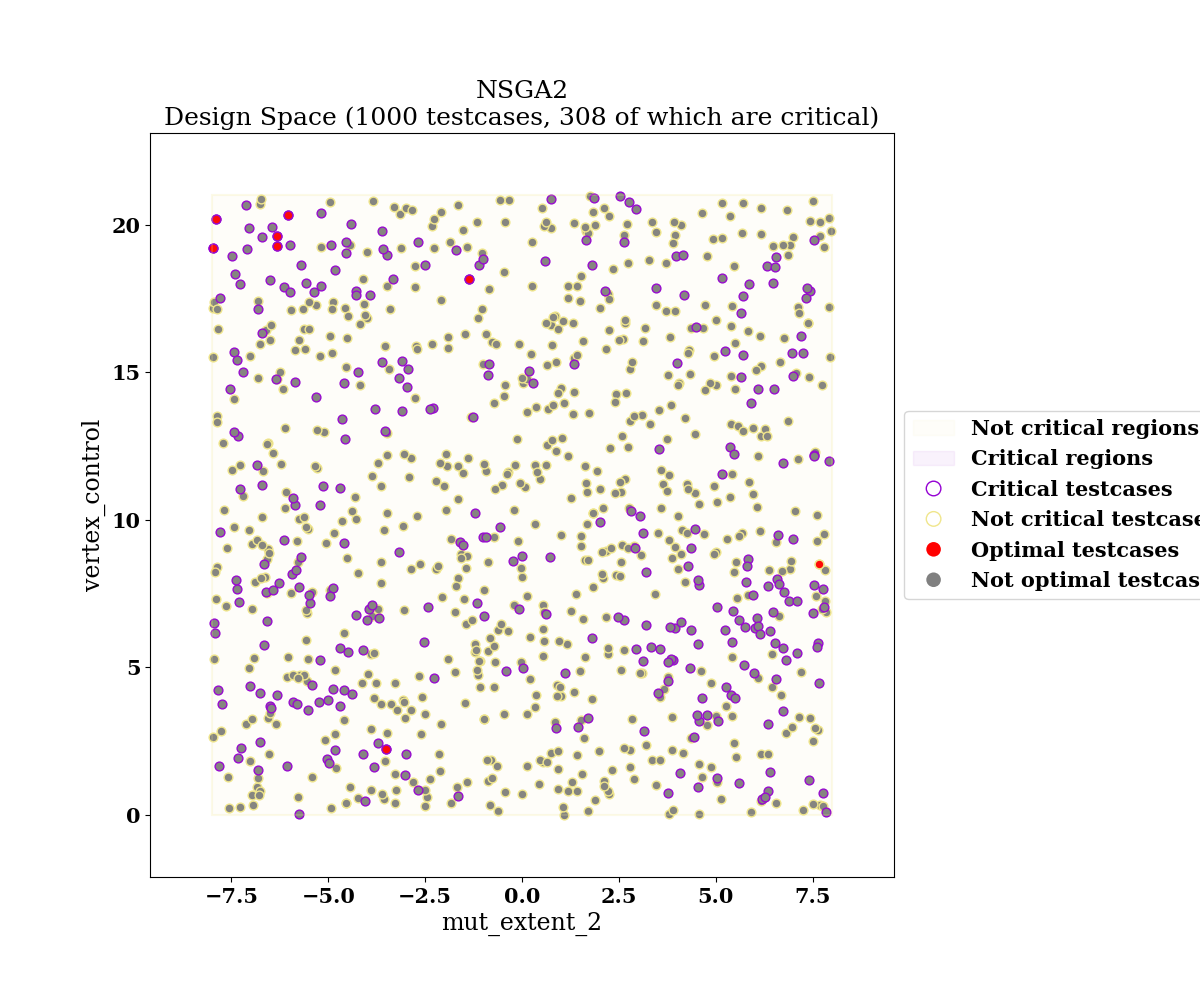 NSGA2
Design Space (1000 testcases, 308 of which are critical)
20
15
10
5
0
vertex_control
−7.5 −5.0 −2.5 0.0 2.5 5.0 7.5
mut_extent_2
Not critical regions
Critical regions
Critical testcases
Not critical testcase
Optimal testcases
Not optimal testcas